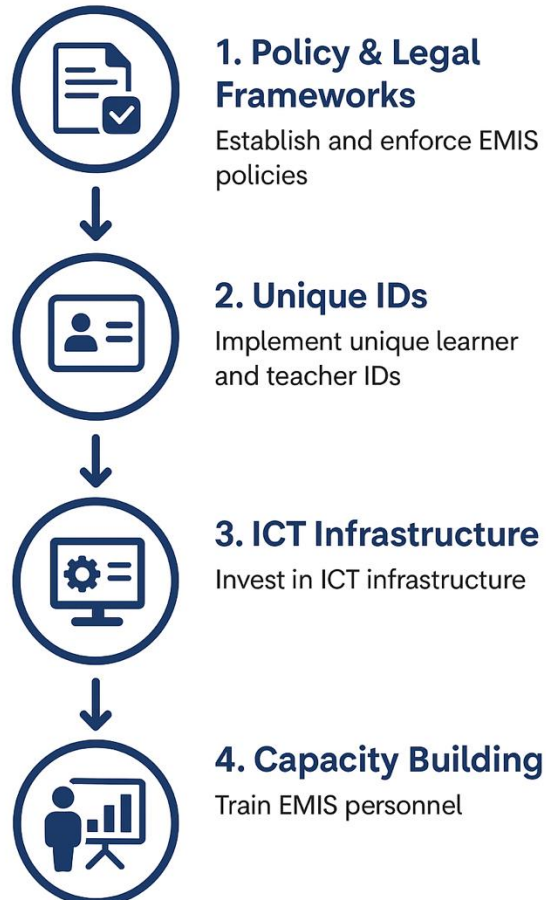 1. Policy & Legal
Frameworks
Establish and enforce EMIS
policies
2. Unique IDs
Implement unique learner
and teacher IDs
3. ICT Infrastructure
Invest in ICT infrastructure
4. Capacity Building
Train EMIS personnel